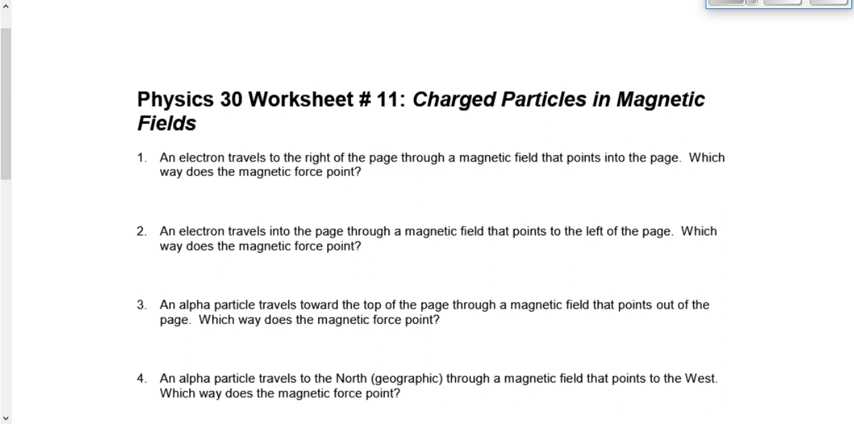 Physics 30 Worksheet # 11: Charged Particles in Magnetic
Fields
1. An electron travels to the right of the page through a magnetic field that points into the page. Which
way does the magnetic force point?
2. An electron travels into the page through a magnetic field that points to the left of the page. Which
way does the magnetic force point?
3. An alpha particle travels toward the top of the page through a magnetic field that points out of the
page. Which way does the magnetic force point?
4. An alpha particle travels to the North (geographic) through a magnetic field that points to the West.
Which way does the magnetic force point?